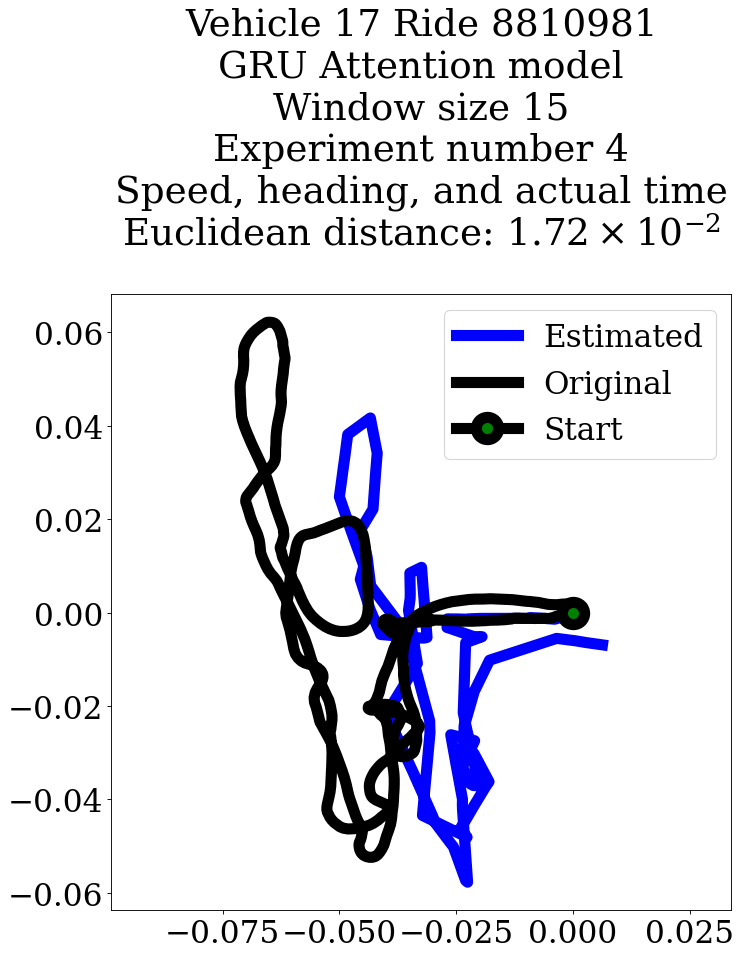 Vehicle 17 Ride 8810981
GRU Attention model
Window size 15
Experiment number 4
Speed, heading, and actual time
Euclidean distance: 1.72 × 10⁻²
Estimated
Original
Start
0.06
0.04
0.02
0.00
−0.02
−0.04
−0.06
−0.075 −0.050 −0.025 0.000 0.025